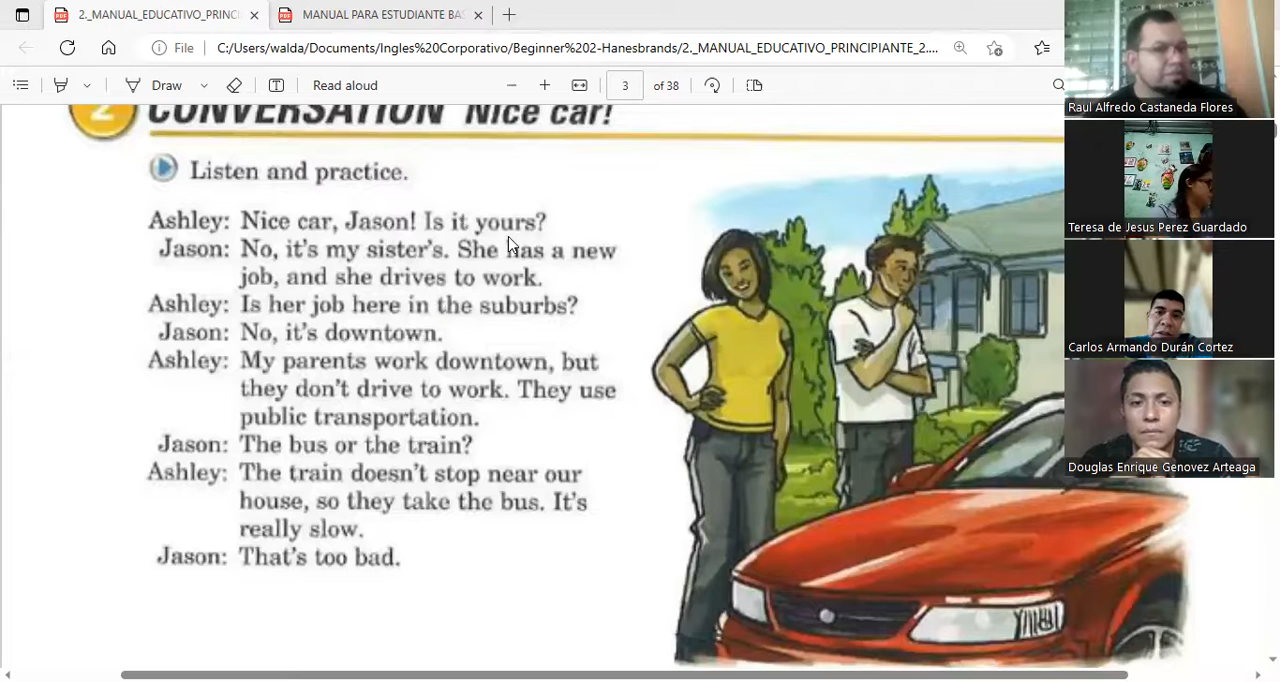 2._MANUAL_EDUCATIVO_PRINCI
MANUAL PARA ESTUDIANTE BAS
File
C:/Users/walda/Documents/Ingles%20Corporativo/Beginner%202-Hanesbrands/2._MANUAL_EDUCATIVO_PRINCIPIANTE_2....
Draw
Read aloud
3 of 38
2 CONVERSATION Nice car!
Listen and practice.
Ashley: Nice car, Jason! Is it yours?
Jason: No, it's my sister's. She has a new
job, and she drives to work.
Ashley: Is her job here in the suburbs?
Jason: No, it's downtown.
Ashley: My parents work downtown, but
they don't drive to work. They use
public transportation.
Jason: The bus or the train?
Ashley: The train doesn't stop near our
house, so they take the bus. It's
really slow.
Jason: That's too bad.
Raul Alfredo Castaneda Flores
Teresa de Jesus Perez Guardado
Carlos Armando Durán Cortez
Douglas Enrique Genovez Arteaga